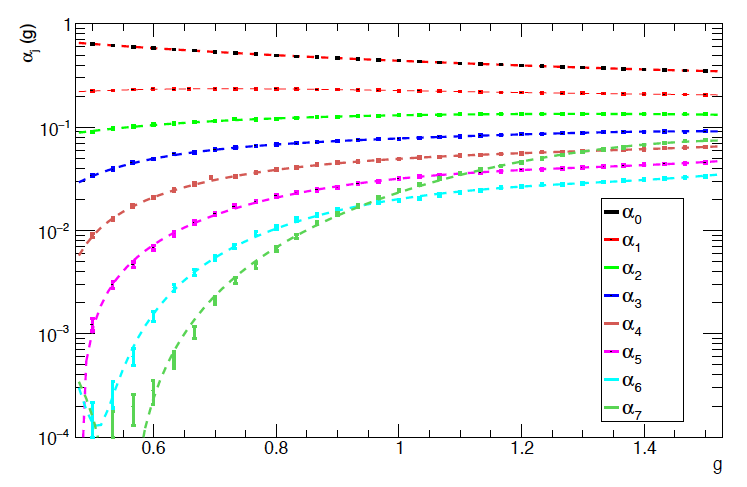 α_j (g)
1
10^{-1}
10^{-2}
10^{-3}
10^{-4}
α_0
α_1
α_2
α_3
α_4
α_5
α_6
α_7
0.6 0.8 1 1.2 1.4
g